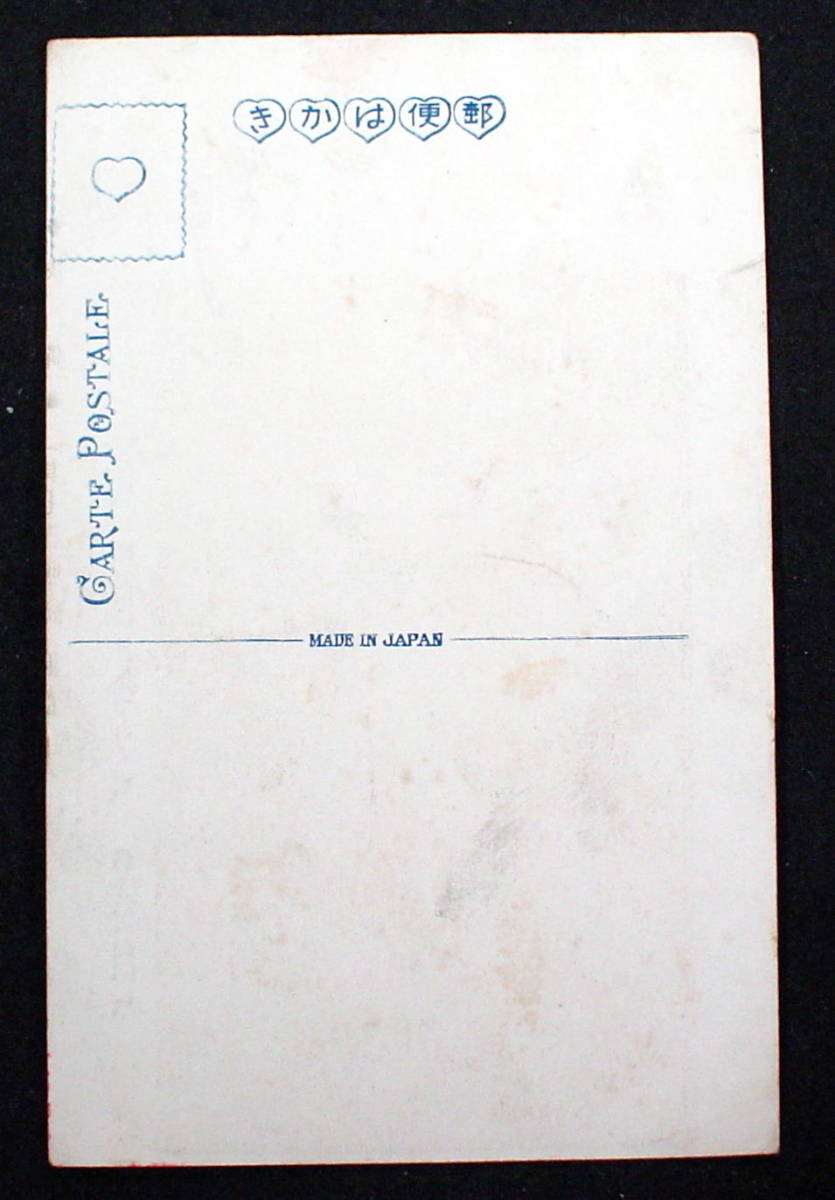 郵便はかき
CARTE POSTALE
MADE IN JAPAN